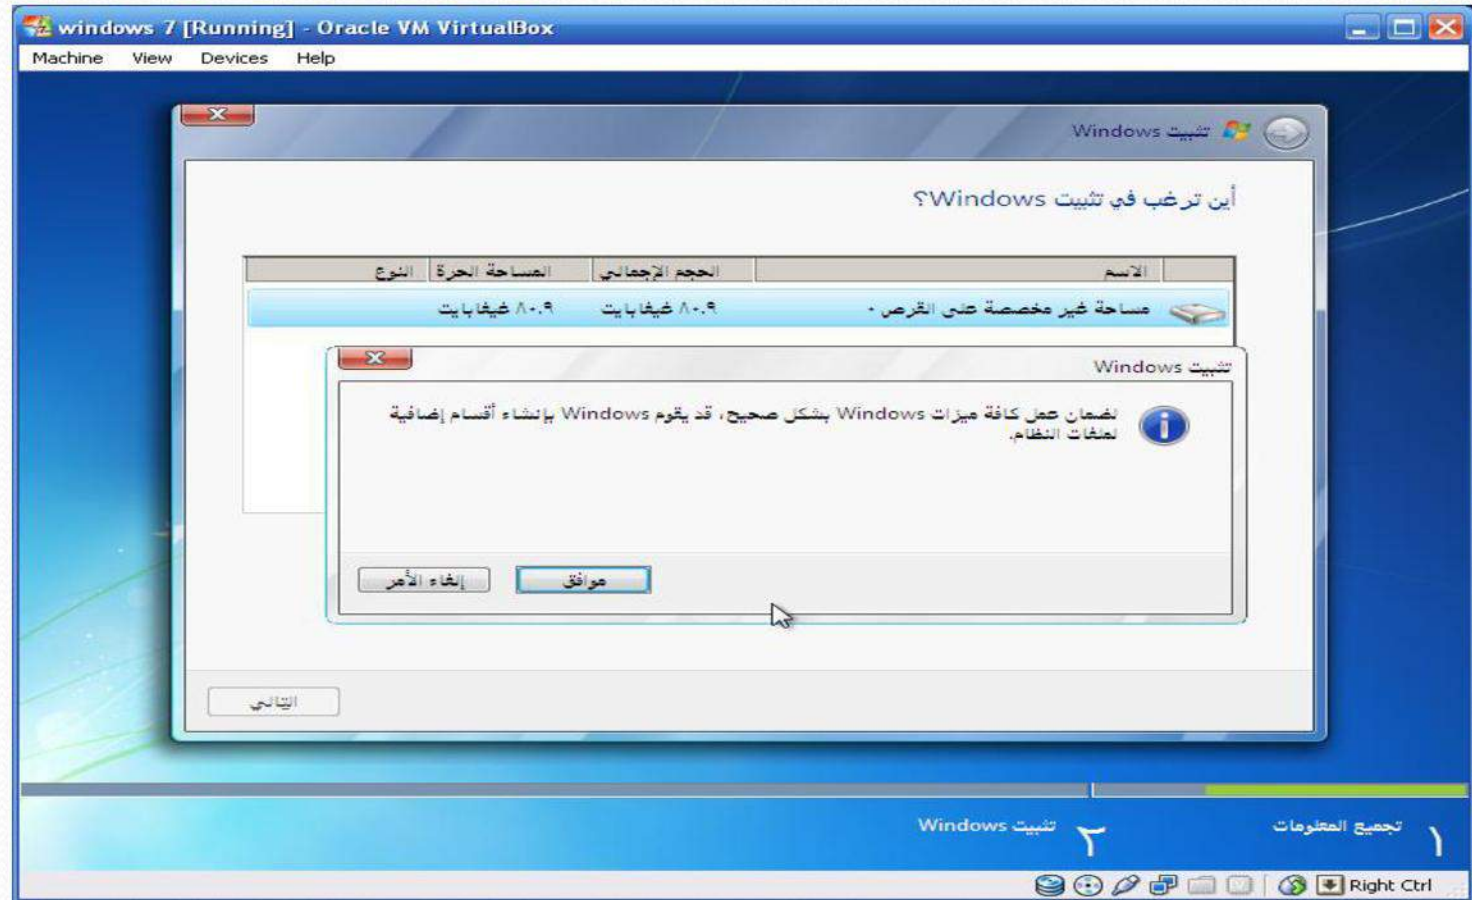 windows 7 [Running] - Oracle VM VirtualBox
Machine View Devices Help
تثبيت Windows
أين ترغب في تثبيت Windows؟
الاسم الحجم الإجمالي المساحة الحرة النوع
مساحة غير مخصصة على القرص ٠ ٨٠.٩ غيغابايت ٨٠.٩ غيغابايت
تثبيت Windows
لضمان عمل كافة ميزات Windows بشكل صحيح، قد يقوم Windows بإنشاء أقسام إضافية
لملفات النظام.
موافق إلغاء الأمر
التالي
١ تجميع المعلومات ٢ تثبيت Windows
Right Ctrl